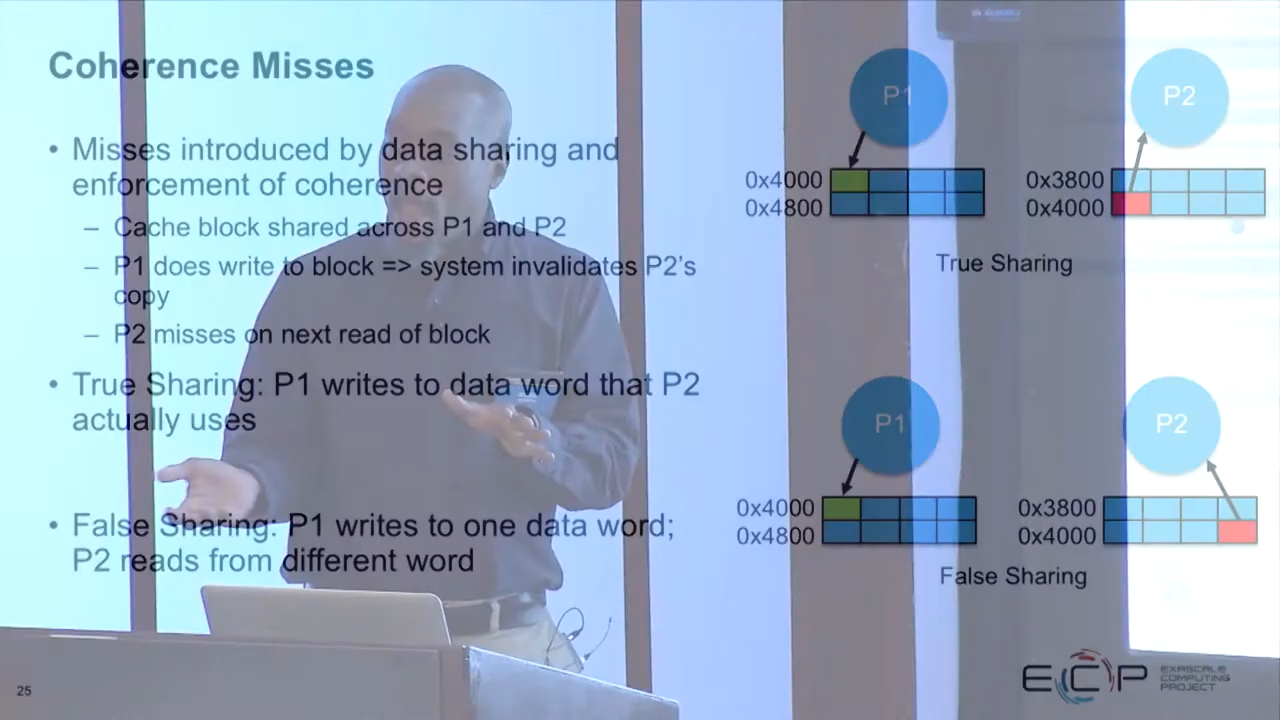 Coherence Misses
• Misses introduced by data sharing and
enforcement of coherence
– Cache block shared across P1 and P2
– P1 does write to block => system invalidates P2's
copy
– P2 misses on next read of block
• True Sharing: P1 writes to data word that P2
actually uses
• False Sharing: P1 writes to one data word;
P2 reads from different word
P1
P2
0x4000
0x4800
0x3800
0x4000
True Sharing
P1
P2
0x4000
0x4800
0x3800
0x4000
False Sharing
25
25
ECP
EXASCALE
COMPUTING
PROJECT